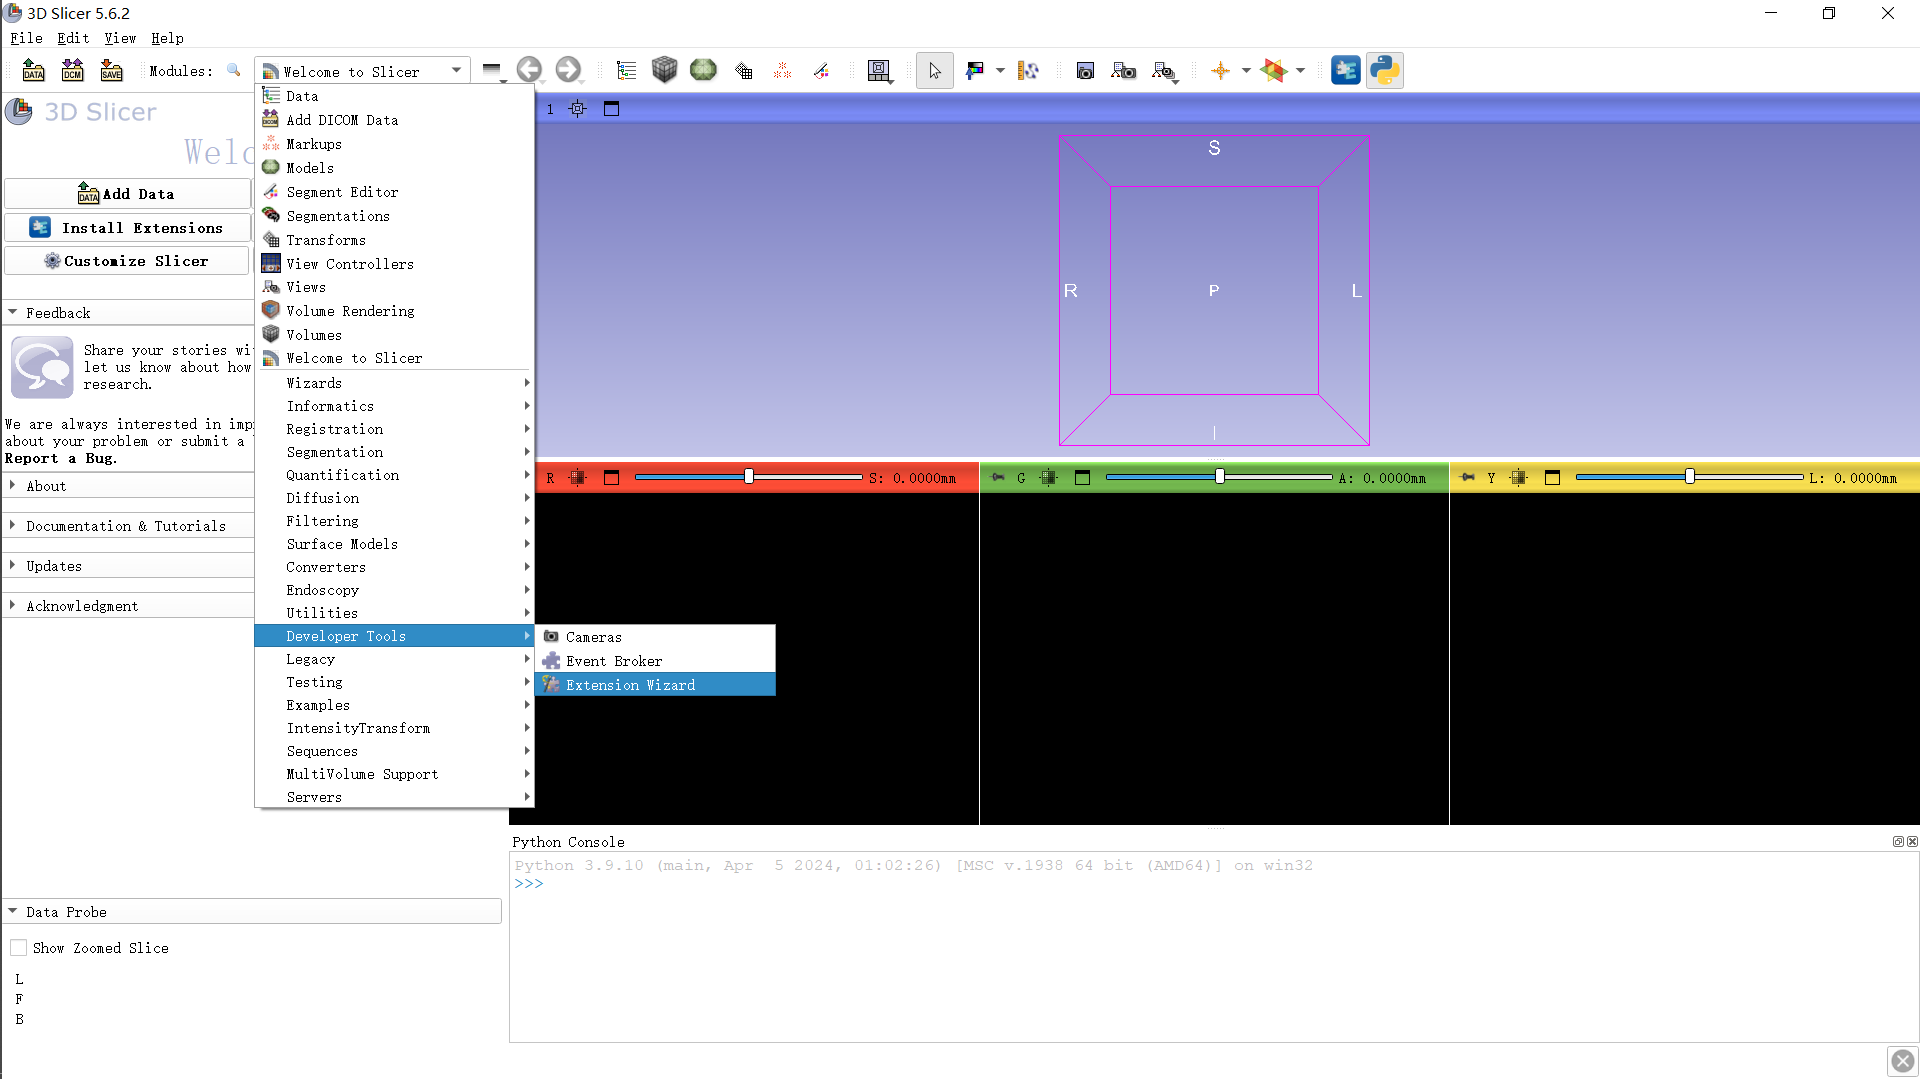 3D Slicer 5.6.2
File Edit View Help
DATA DCM SAVE Modules: Welcome to Slicer
3D Slicer
Welc
Add Data
Install Extensions
Customize Slicer
Feedback
Share your stories wi
let us know about how
research.
We are always interested in imp
about your problem or submit a
Report a Bug.
About
Documentation & Tutorials
Updates
Acknowledgment
Data
Add DICOM Data
Markups
Models
Segment Editor
Segmentations
Transforms
View Controllers
Views
Volume Rendering
Volumes
Welcome to Slicer
Wizards
Informatics
Registration
Segmentation
Quantification
Diffusion
Filtering
Surface Models
Converters
Endoscopy
Utilities
Developer Tools
Legacy
Testing
Examples
IntensityTransform
Sequences
MultiVolume Support
Servers
Cameras
Event Broker
Extension Wizard
1
S
R P L
I
R S: 0.0000mm
G A: 0.0000mm
Y L: 0.0000mm
Python Console
Python 3.9.10 (main, Apr  5 2024, 01:02:26) [MSC v.1938 64 bit (AMD64)] on win32
>>>
Data Probe
Show Zoomed Slice
L
F
B